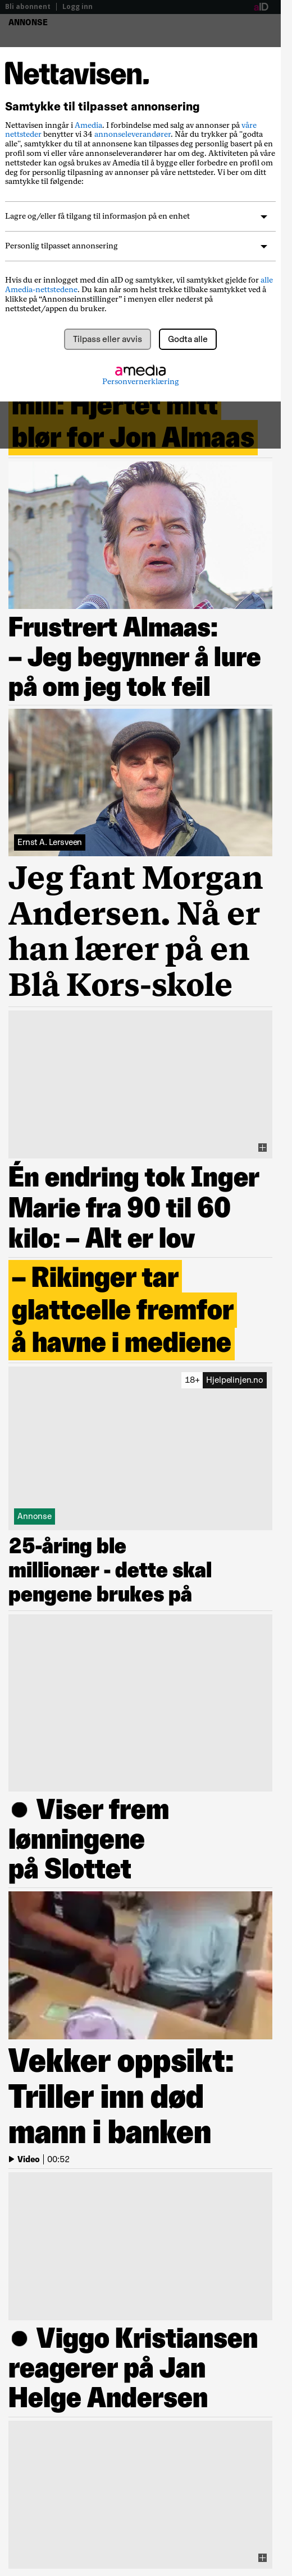 Bli abonnent | Logg inn
aID
ANNONSE
Nettavisen.
Samtykke til tilpasset annonsering
Nettavisen inngår i Amedia. I forbindelse med salg av annonser på våre
nettsteder benytter vi 34 annonseleverandører. Når du trykker på "godta
alle", samtykker du til at annonsene kan tilpasses deg personlig basert på en
profil som vi eller våre annonseleverandører har om deg. Aktiviteten på våre
nettsteder kan også brukes av Amedia til å bygge eller forbedre en profil om
deg for personlig tilpasning av annonser på våre nettsteder. Vi ber om ditt
samtykke til følgende:
Lagre og/eller få tilgang til informasjon på en enhet
Personlig tilpasset annonsering
Hvis du er innlogget med din aID og samtykker, vil samtykket gjelde for alle
Amedia-nettstedene. Du kan når som helst trekke tilbake samtykket ved å
klikke på “Annonseinnstillinger” i menyen eller nederst på
nettstedet/appen du bruker.
Tilpass eller avvis
Godta alle
amedia
Personvernerklæring
mill: Hjertet mitt
blør for Jon Almaas
Frustrert Almaas:
– Jeg begynner å lure
på om jeg tok feil
Ernst A. Lersveen
Jeg fant Morgan
Andersen. Nå er
han lærer på en
Blå Kors-skole
Én endring tok Inger
Marie fra 90 til 60
kilo: – Alt er lov
– Rikinger tar
glattcelle fremfor
å havne i mediene
18+ Hjelpelinjen.no
Annonse
25-åring ble
millionær - dette skal
pengene brukes på
● Viser frem
lønningene
på Slottet
Vekker oppsikt:
Triller inn død
mann i banken
Video | 00:52
● Viggo Kristiansen
reagerer på Jan
Helge Andersen